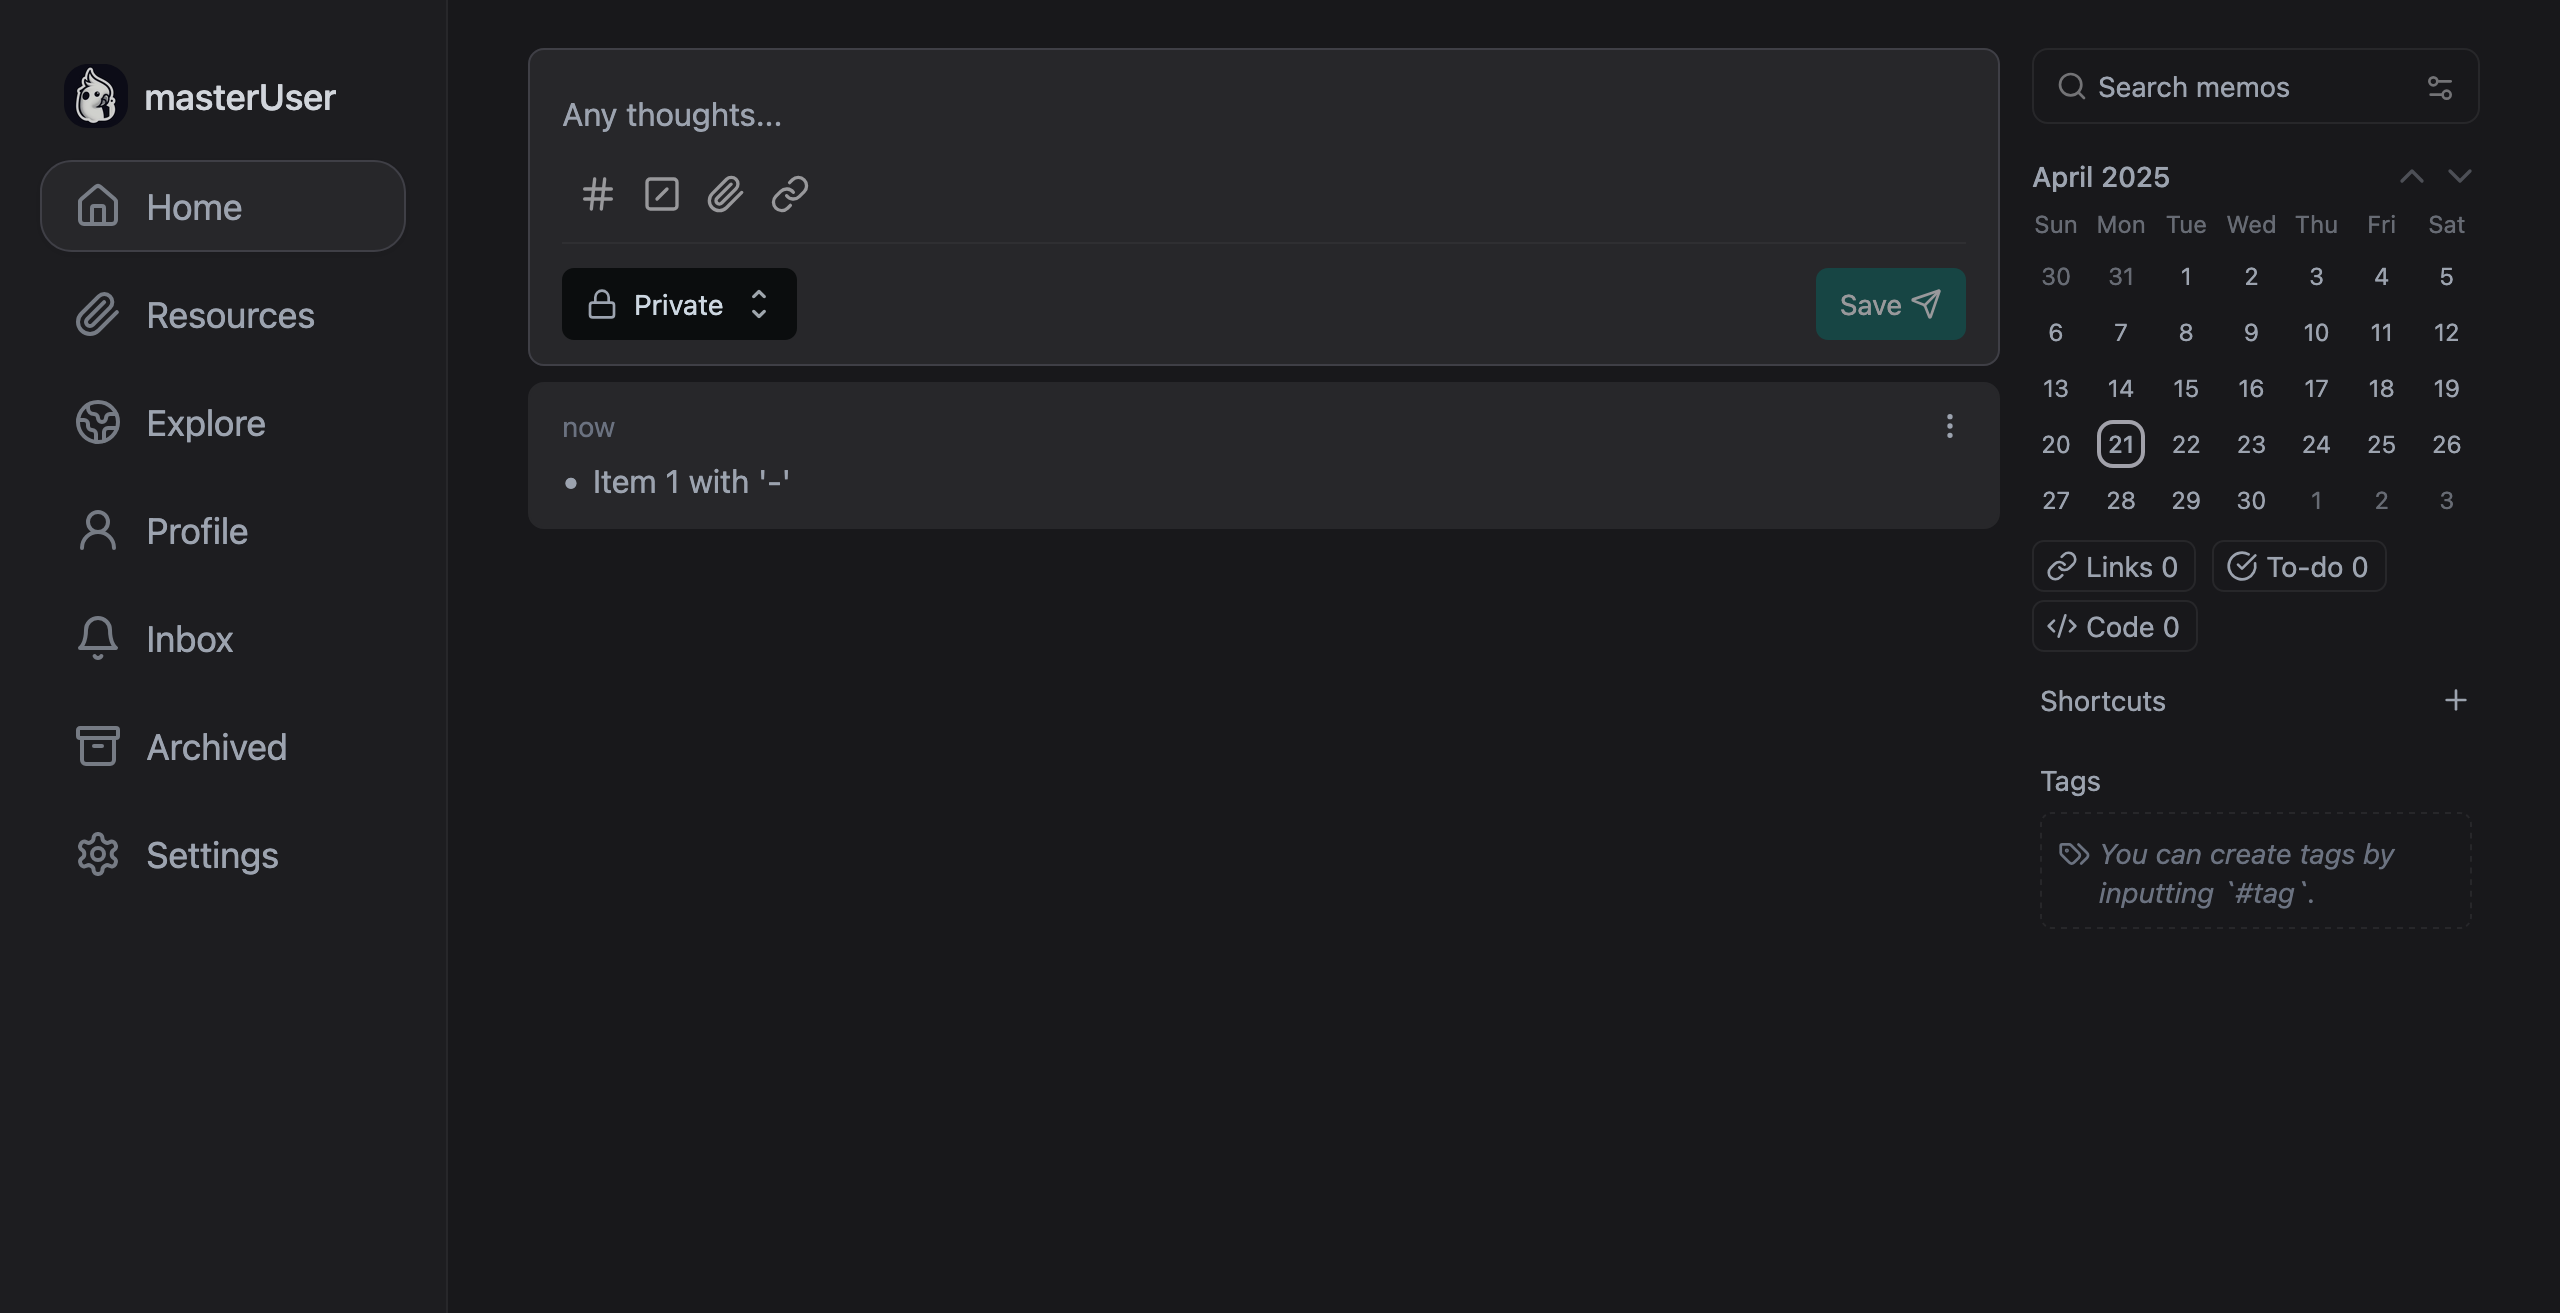 masterUser
Home
Resources
Explore
Profile
Inbox
Archived
Settings
Any thoughts...
Private
Save
now
• Item 1 with '-'
Search memos
April 2025
Sun Mon Tue Wed Thu Fri Sat
30 31 1 2 3 4 5
6 7 8 9 10 11 12
13 14 15 16 17 18 19
20 21 22 23 24 25 26
27 28 29 30 1 2 3
Links 0 To-do 0
Code 0
Shortcuts
Tags
You can create tags by
inputting `#tag`.